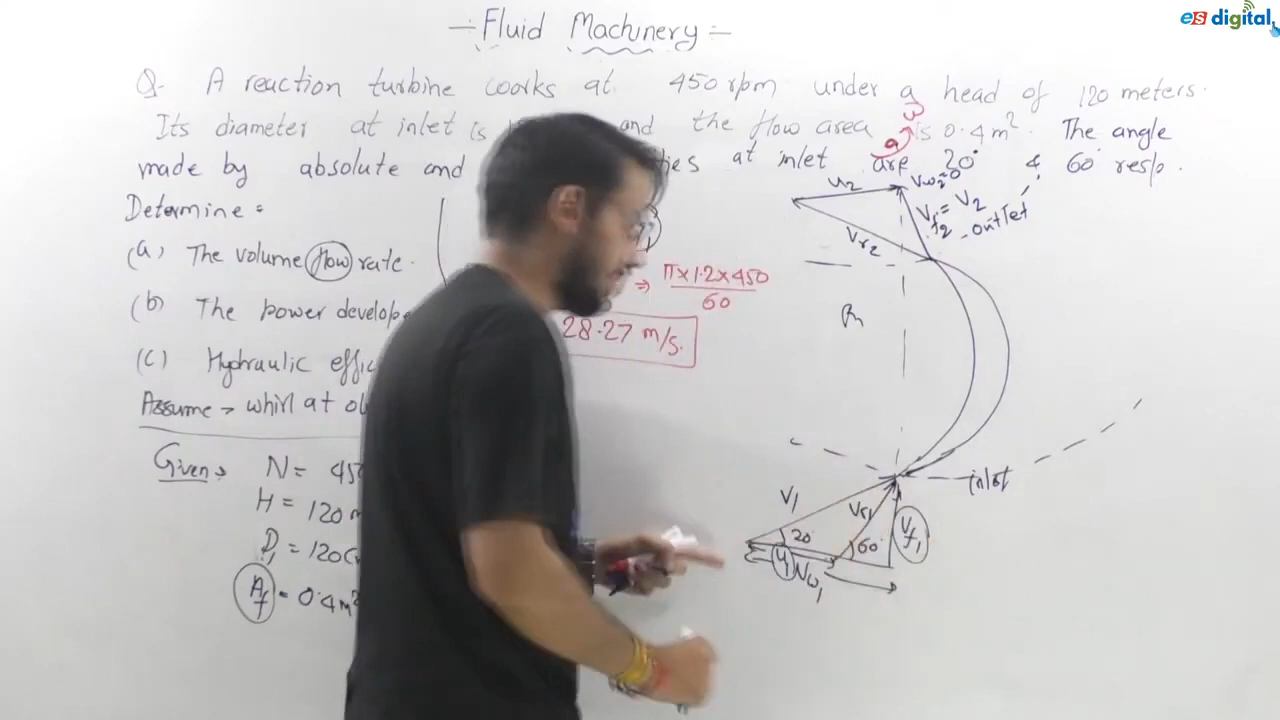 es digital
- Fluid Machinery -
Q. A reaction turbine works at 450 rpm under a head of 120 meters.
Its diameter at inlet is and the flow area is 0.4 m². The angle
made by absolute and at inlet are 20° & 60° resp.
Determine :
(a) The volume flow rate.
(b) The power develope
(c) Hydraulic effic
Assume → whirl at
Given → N = 45
H = 120 m
D₁ = 120
A_f = 0.4 m²
⇒ π×1.2×450 / 60
28.27 m/s.
u₂ Vw₂=0
Vf₂ = V₂
Vr₂ outlet
inlet
V₁ Vr₁ Vf₁
20° 60°
u₁ Vw₁